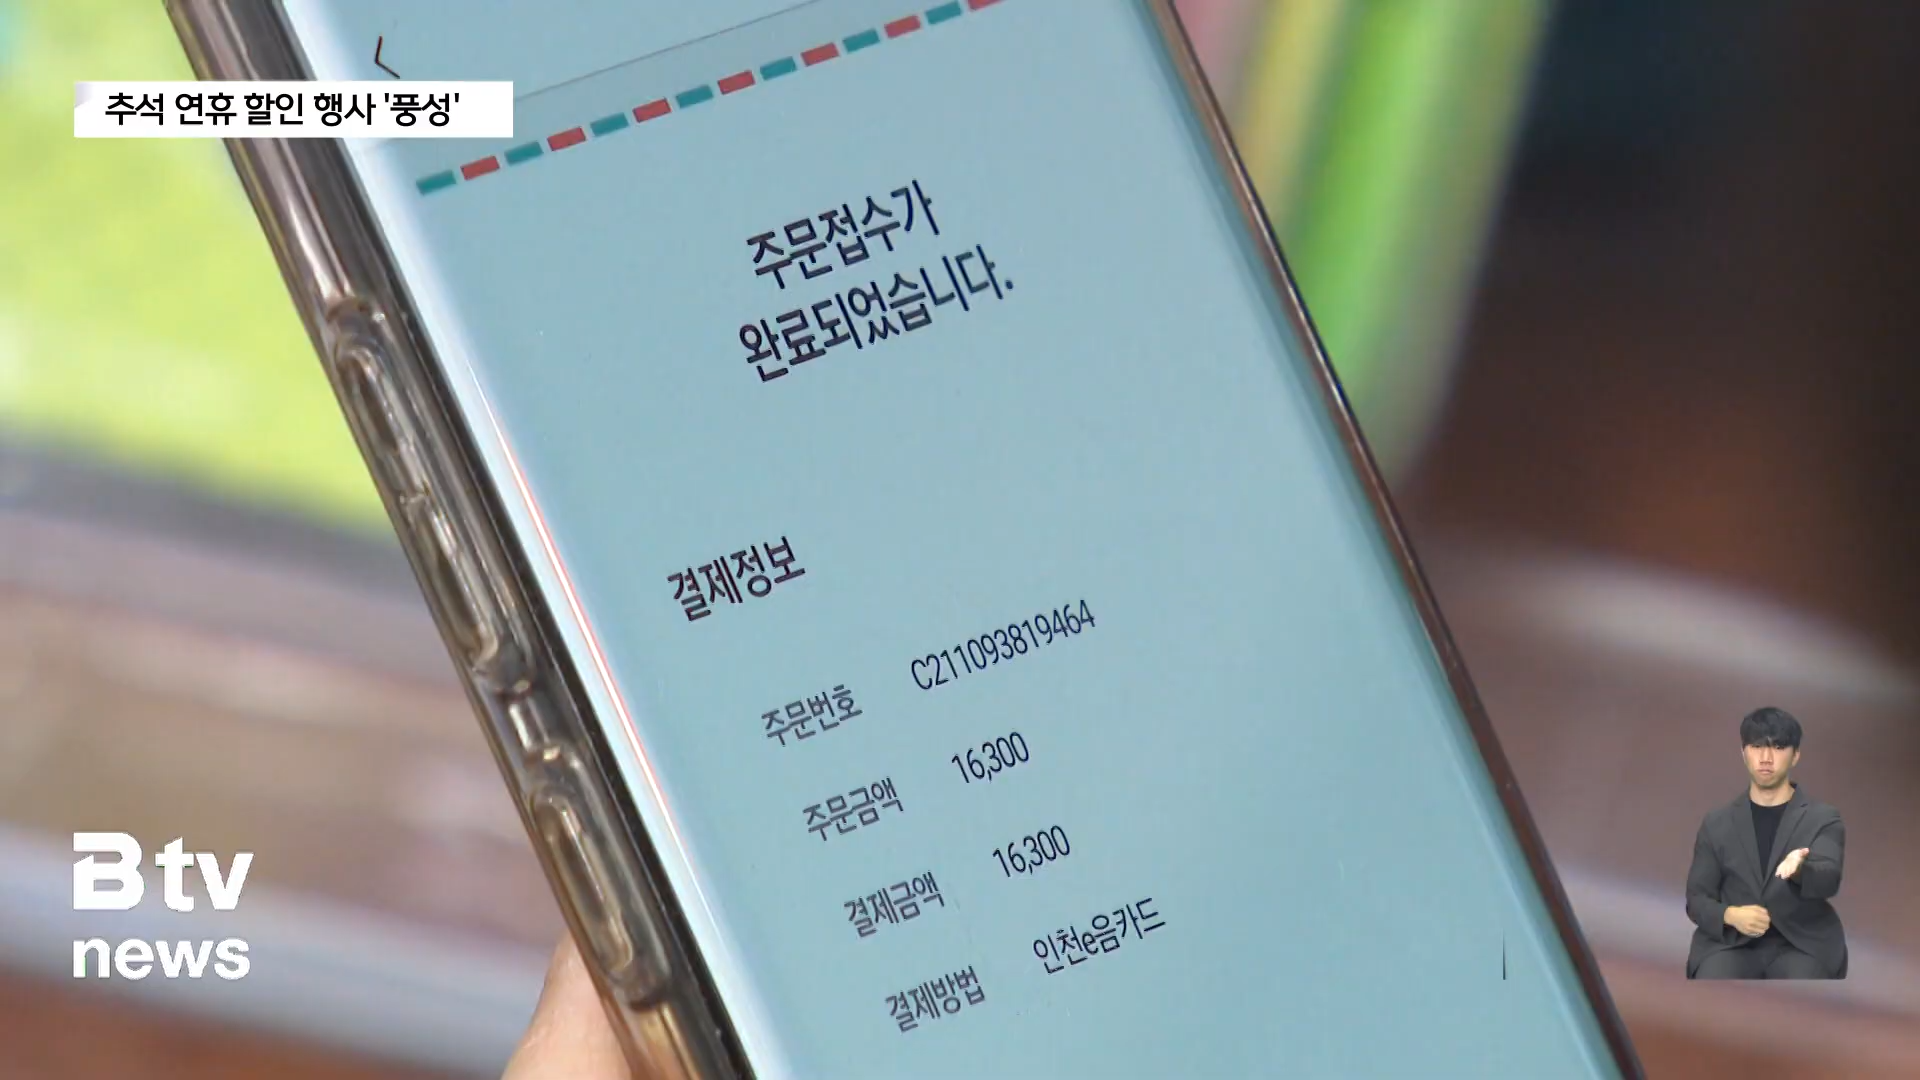 추석 연휴 할인 행사 '풍성'
주문접수가
완료되었습니다.
결제정보
주문번호 C211093819464
주문금액 16,300
결제금액 16,300
결제방법 인천e음카드
B tv
news